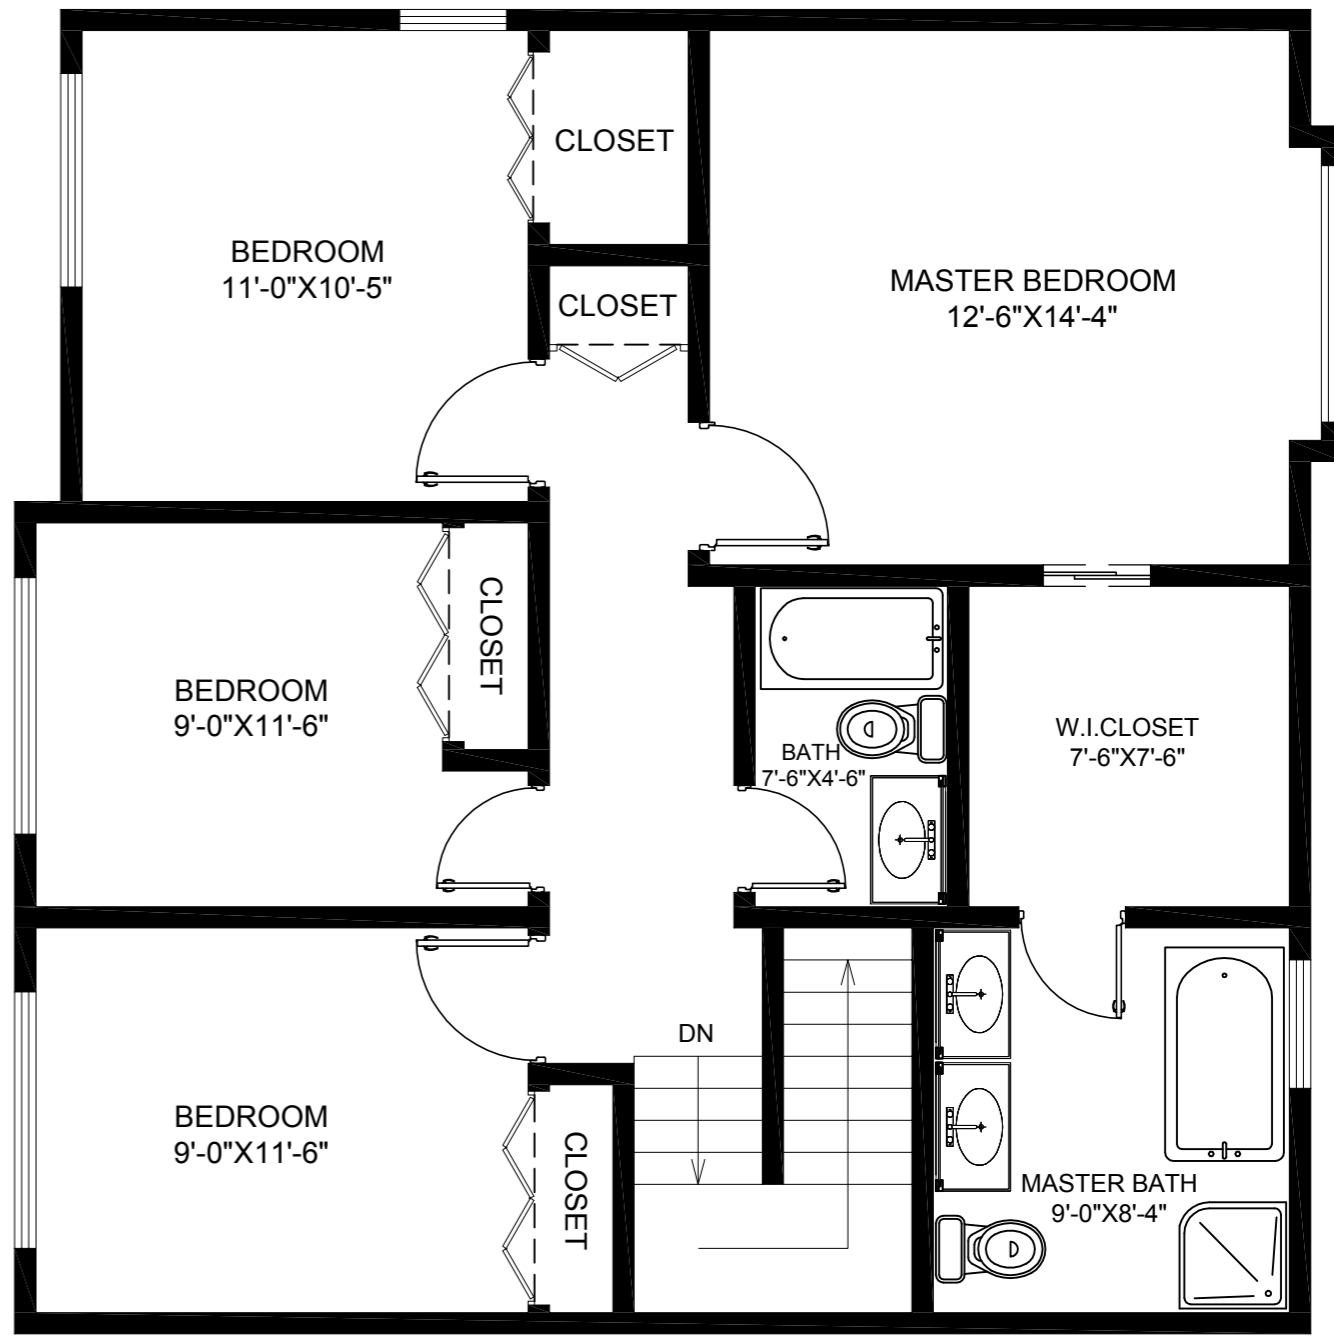 CLOSET
BEDROOM
11'-0"X10'-5"
MASTER BEDROOM
12'-6"X14'-4"
CLOSET
CLOSET
BEDROOM
9'-0"X11'-6"
W.I.CLOSET
7'-6"X7'-6"
BATH
7'-6"X4'-6"
DN
BEDROOM
9'-0"X11'-6"
CLOSET
MASTER BATH
9'-0"X8'-4"